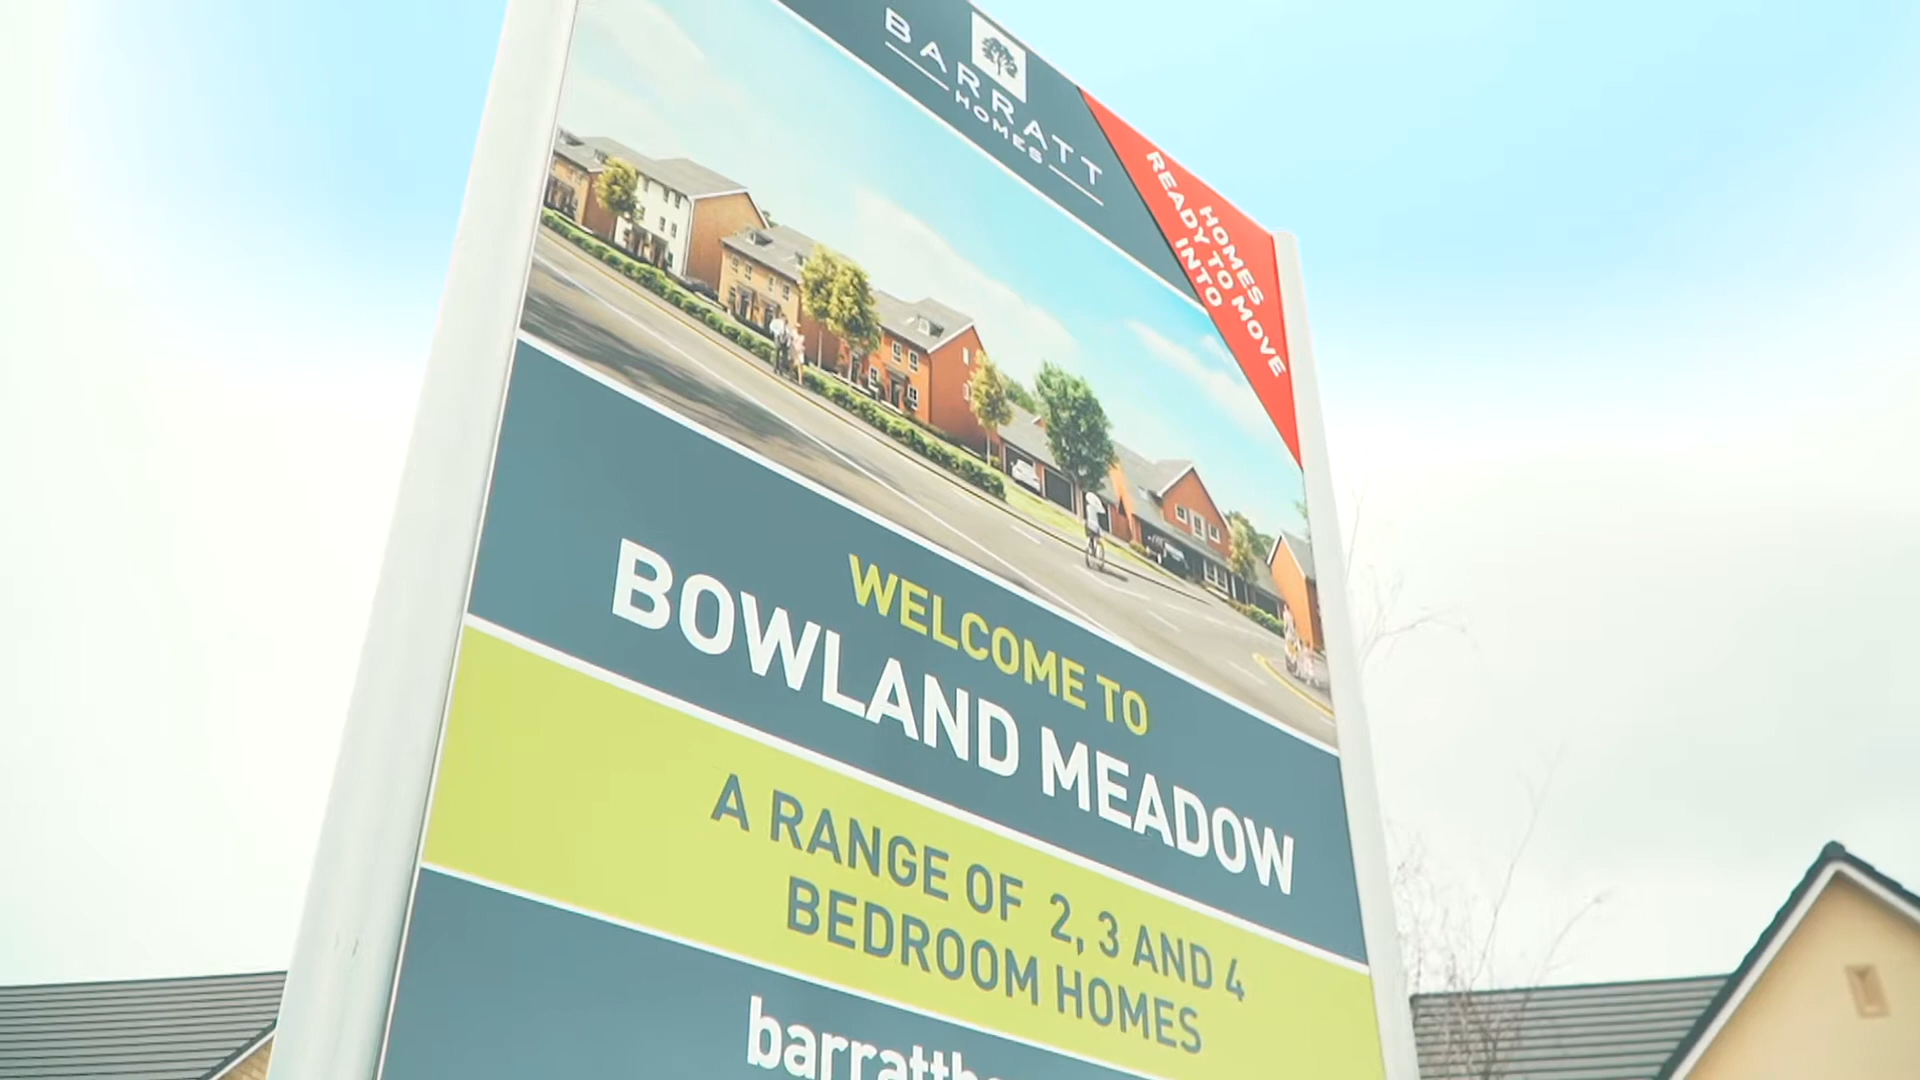 BARRATT
HOMES
HOMES
READY TO MOVE
INTO
WELCOME TO
BOWLAND MEADOW
A RANGE OF 2, 3 AND 4
BEDROOM HOMES